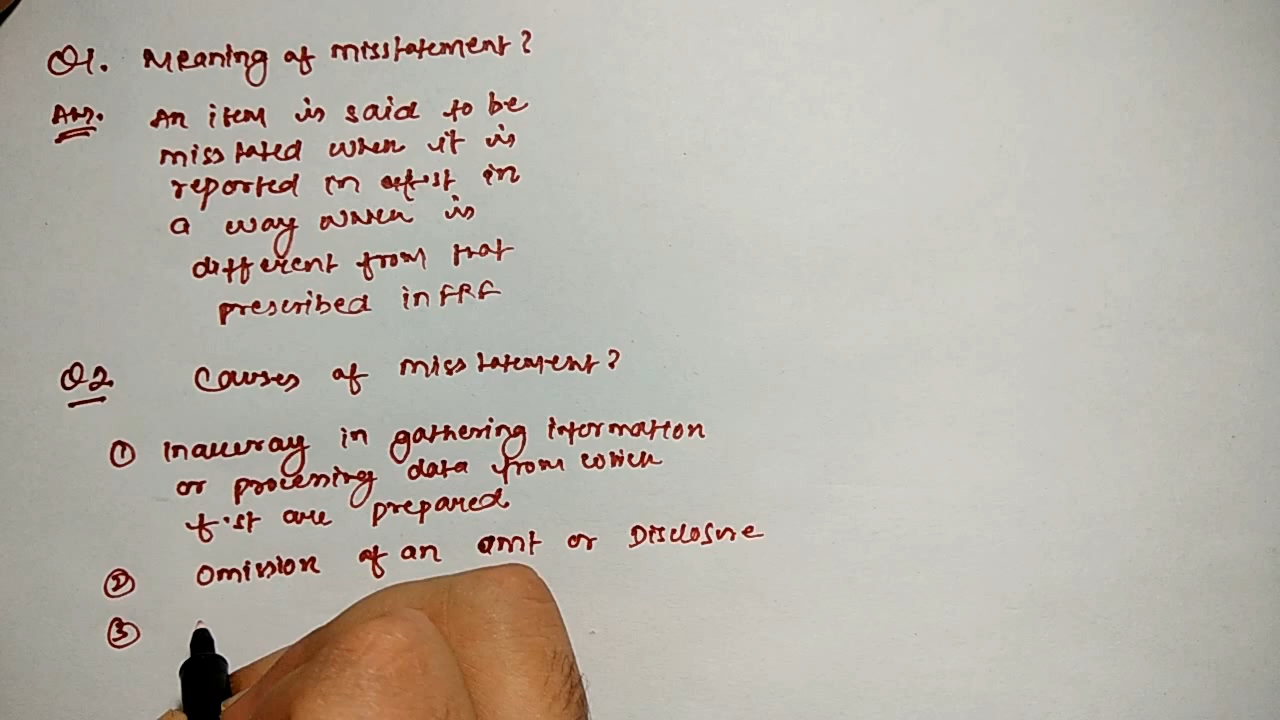 Q1. Meaning of misstatement?
Ans. An item is said to be
misstated when it is
reported in f.st in
a way which is
different from that
prescribed in FRF
Q2 Causes of misstatement?
① Inaccuracy in gathering information
or processing data from which
f.st are prepared
② Omission of an amt or Disclosure
③